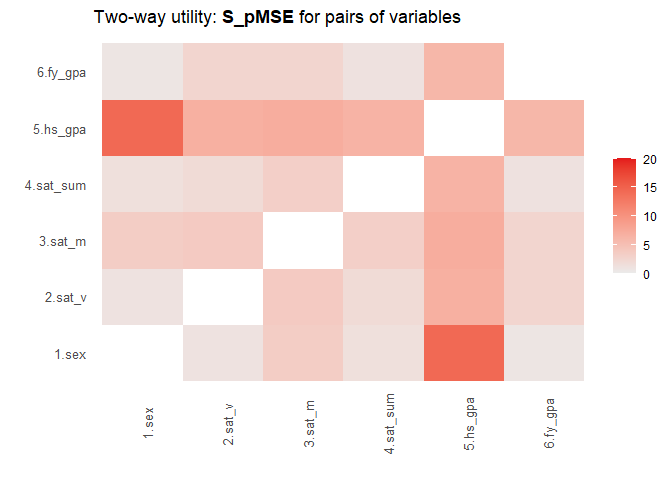 Two-way utility: S_pMSE for pairs of variables
6.fy_gpa
5.hs_gpa
4.sat_sum
3.sat_m
2.sat_v
1.sex
1.sex
2.sat_v
3.sat_m
4.sat_sum
5.hs_gpa
6.fy_gpa
20
15
10
5
0